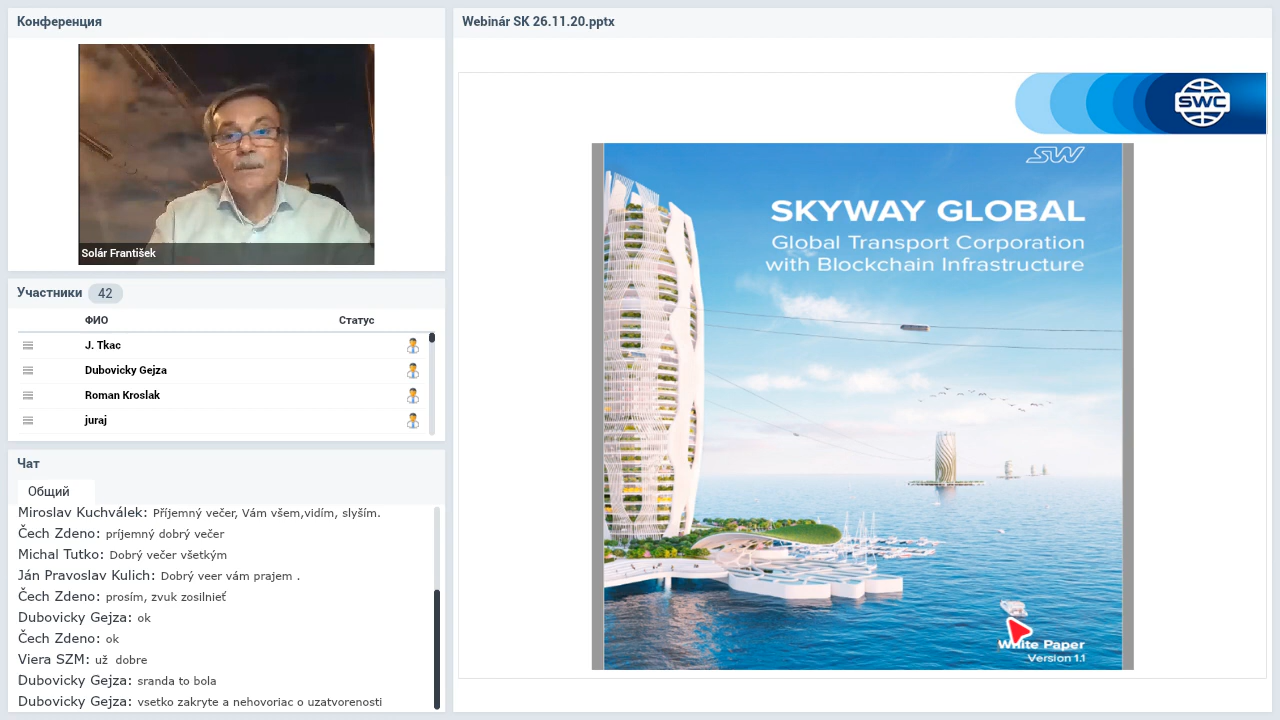 Конференция
Solár František
Участники 42
ФИО Статус
J. Tkac
Dubovicky Gejza
Roman Kroslak
juraj
Чат
Общий
Miroslav Kuchválek: Příjemný večer, Vám všem,vidím, slyším.
Čech Zdeno: príjemný dobrý večer
Michal Tutko: Dobrý večer všetkým
Ján Pravoslav Kulich: Dobrý veer vám prajem .
Čech Zdeno: prosím, zvuk zosilnieť
Dubovicky Gejza: ok
Čech Zdeno: ok
Viera SZM: už dobre
Dubovicky Gejza: sranda to bola
Dubovicky Gejza: vsetko zakryte a nehovoriac o uzatvorenosti
Webinár SK 26.11.20.pptx
SWC
SW
SKYWAY GLOBAL
Global Transport Corporation
with Blockchain Infrastructure
White Paper
Version 1.1